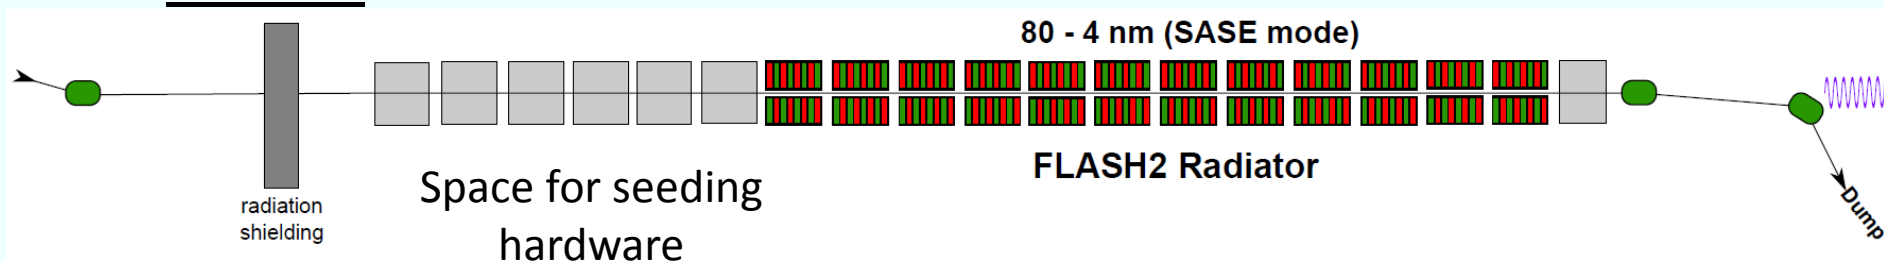 80 - 4 nm (SASE mode)
FLASH2 Radiator
Space for seeding
hardware
radiation
shielding
Dump